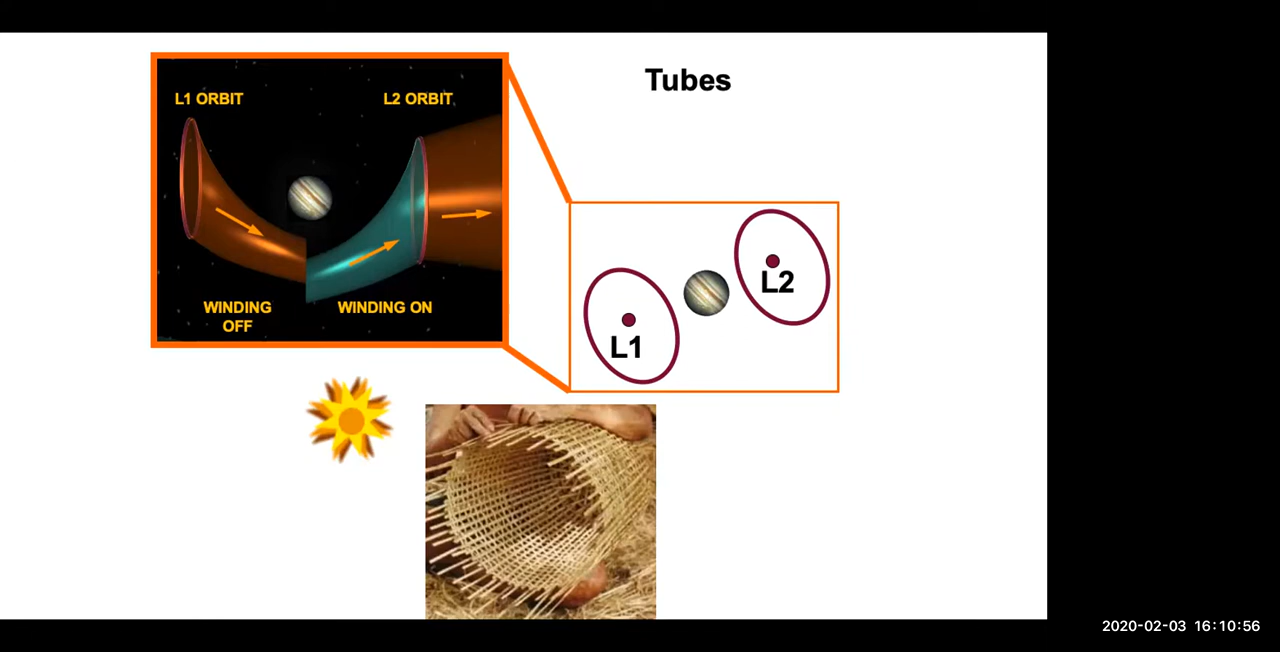 Tubes
L1 ORBIT
L2 ORBIT
WINDING
OFF
WINDING ON
L1
L2
2020-02-03 16:10:56